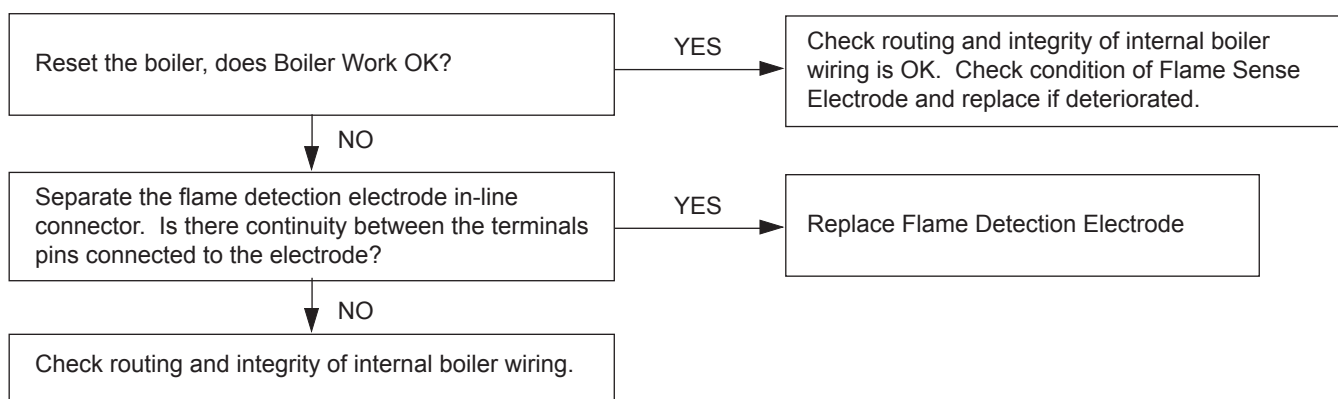 Reset the boiler, does Boiler Work OK?
YES
Check routing and integrity of internal boiler
wiring is OK.  Check condition of Flame Sense
Electrode and replace if deteriorated.
NO
Separate the flame detection electrode in-line
connector.  Is there continuity between the terminals
pins connected to the electrode?
YES
Replace Flame Detection Electrode
NO
Check routing and integrity of internal boiler wiring.